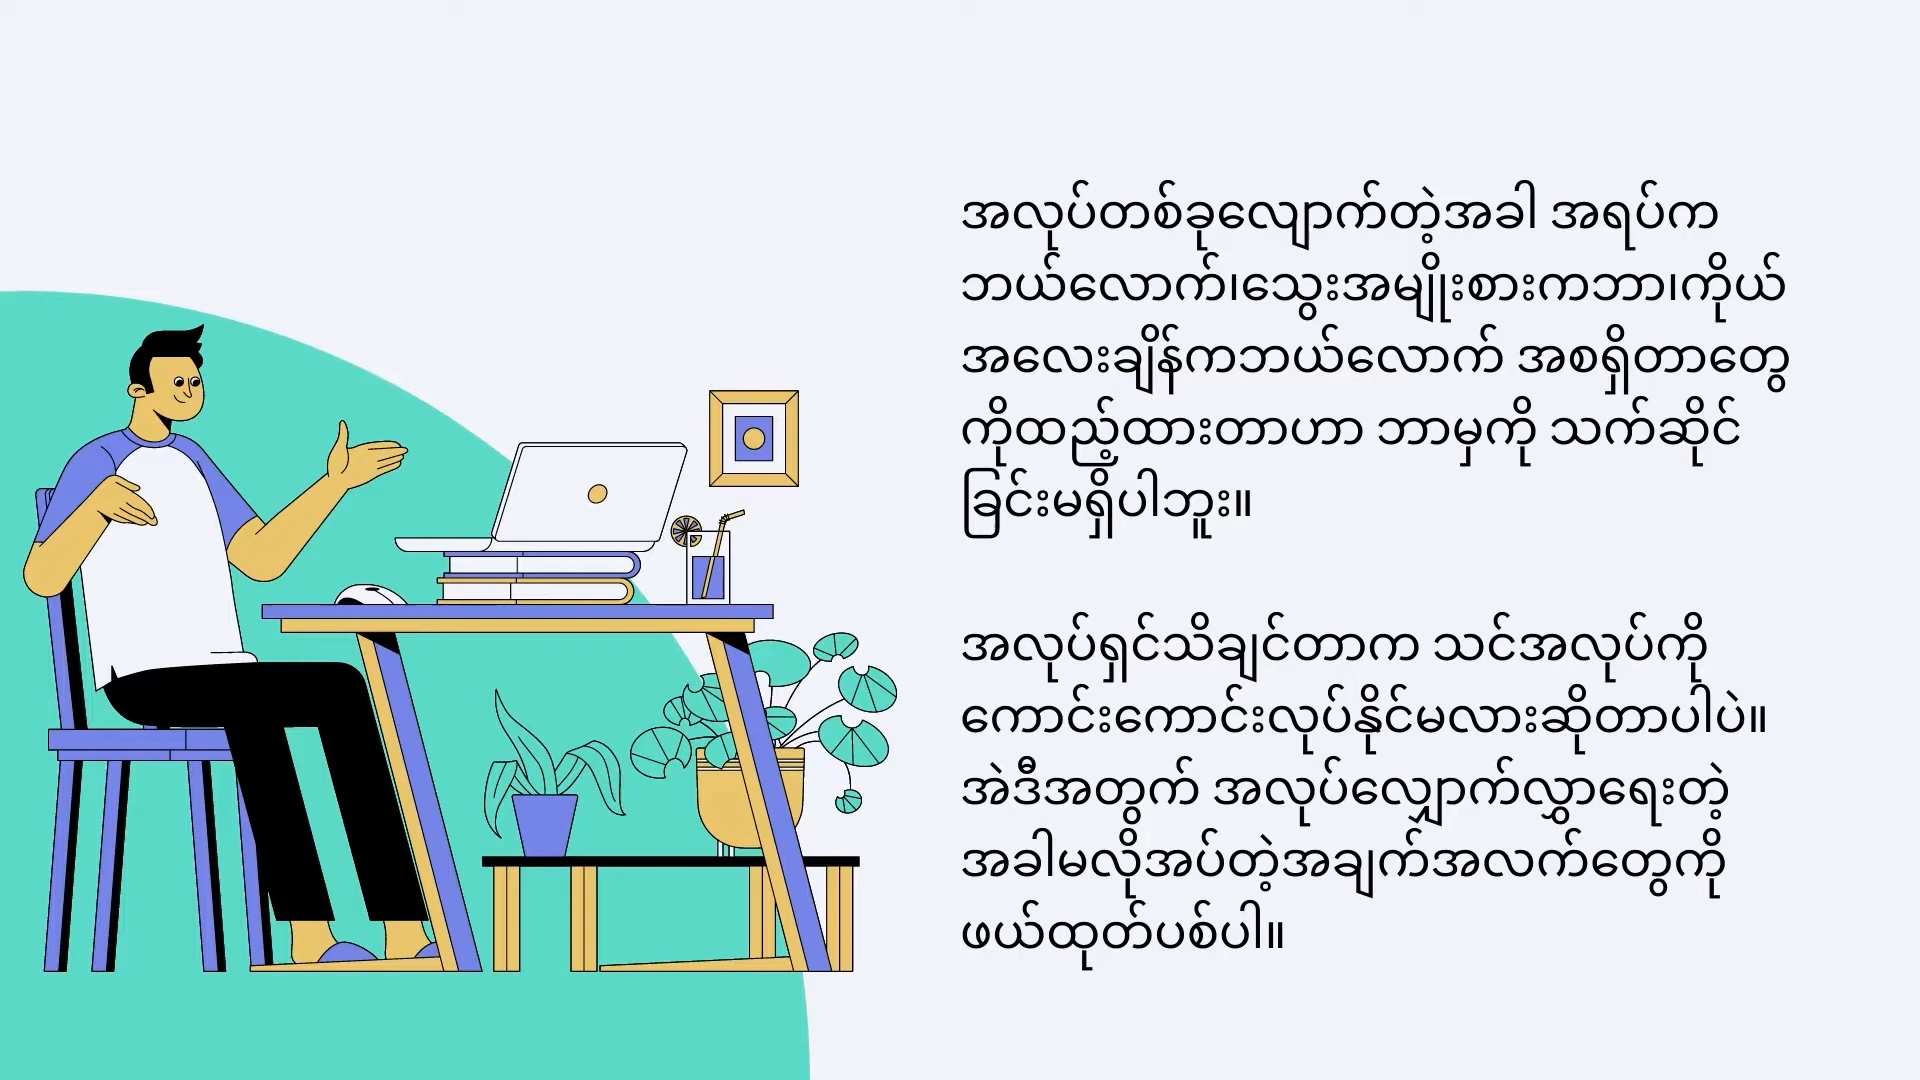 အလုပ်တစ်ခုလျောက်တဲ့အခါ အရပ်က
ဘယ်လောက်၊သွေးအမျိုးစားကဘာ၊ကိုယ်
အလေးချိန်ကဘယ်လောက် အစရှိတာတွေ
ကိုထည့်ထားတာဟာ ဘာမှကို သက်ဆိုင်
ခြင်းမရှိပါဘူး။
အလုပ်ရှင်သိချင်တာက သင်အလုပ်ကို
ကောင်းကောင်းလုပ်နိုင်မလားဆိုတာပါပဲ။
အဲဒီအတွက် အလုပ်လျှောက်လွှာရေးတဲ့
အခါမလိုအပ်တဲ့အချက်အလက်တွေကို
ဖယ်ထုတ်ပစ်ပါ။